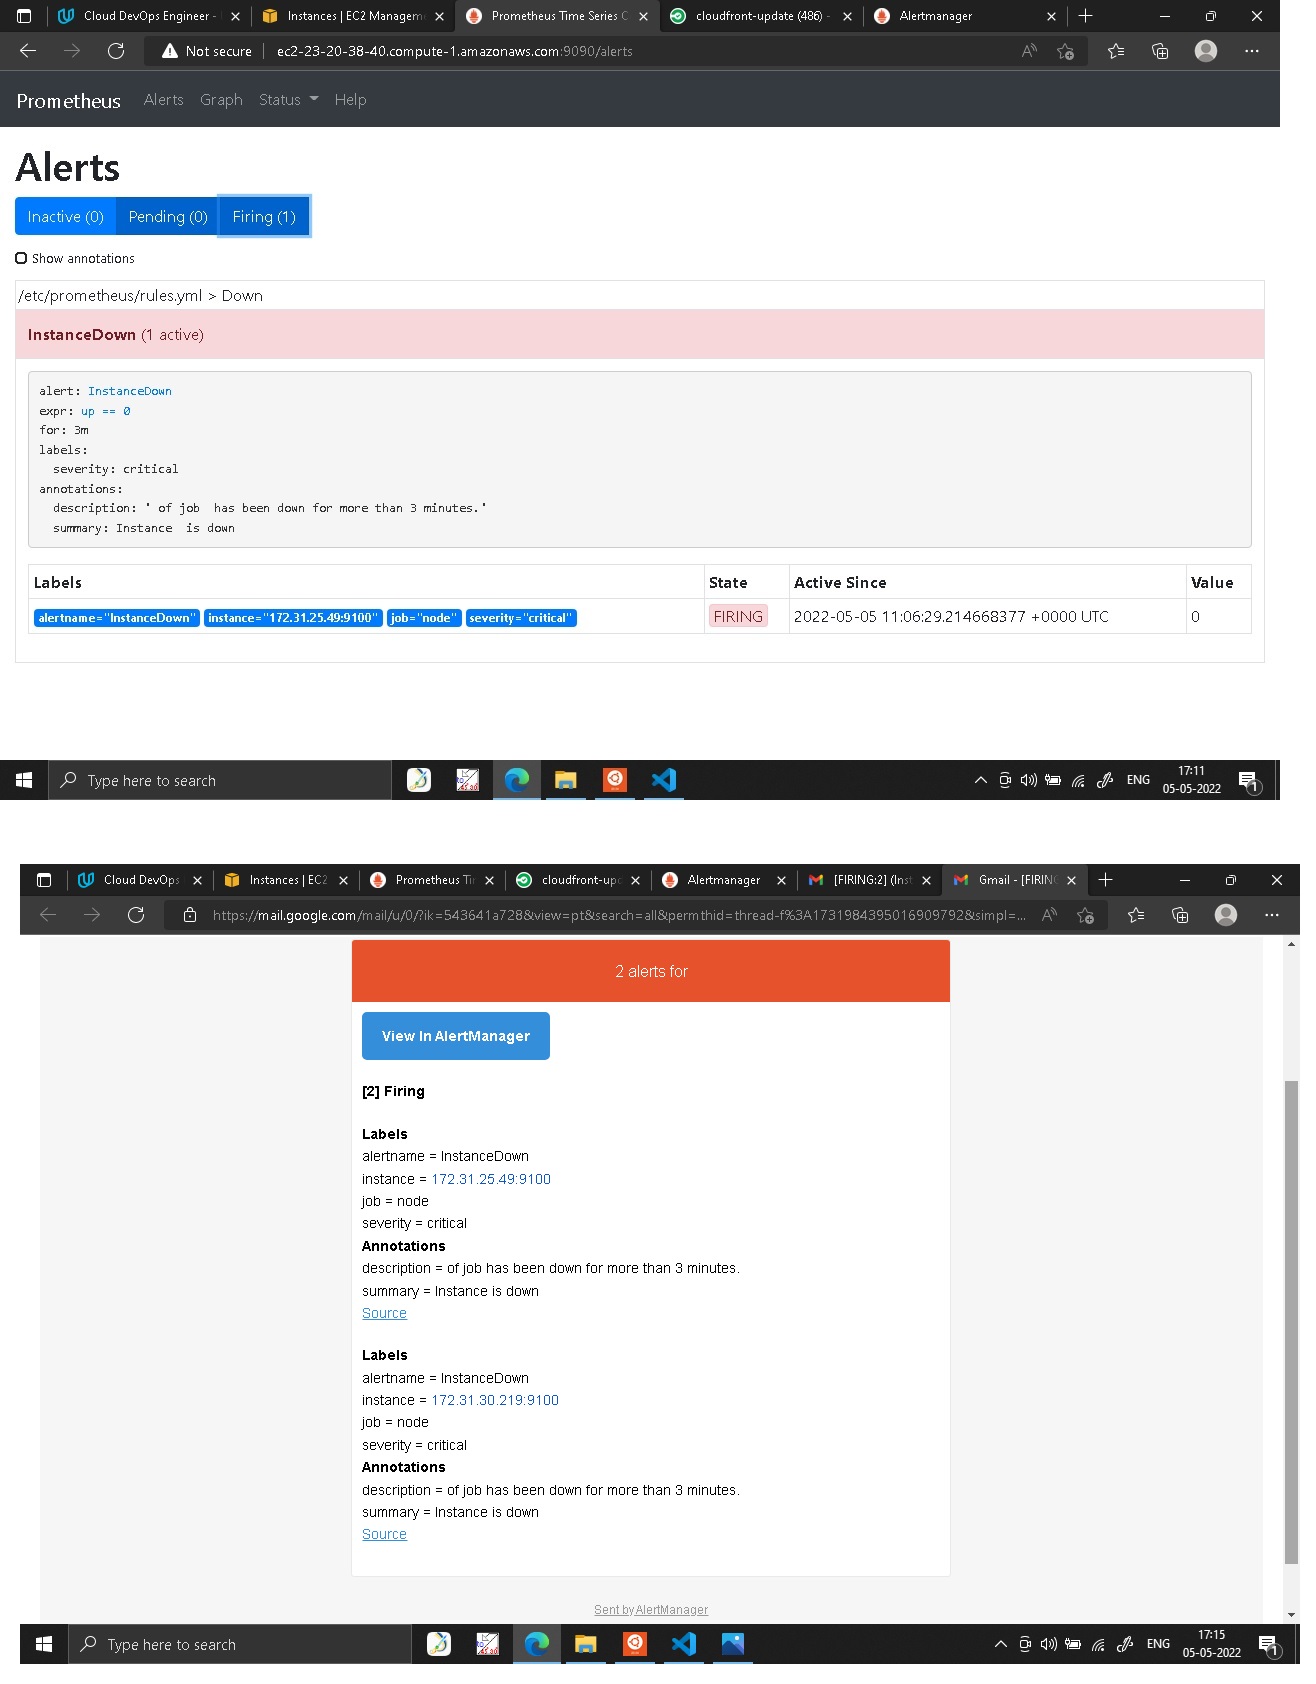 Cloud DevOps Engineer -
Instances | EC2 Managem
Prometheus Time Series C
cloudfront-update (486) -
Alertmanager
Not secure
ec2-23-20-38-40.compute-1.amazonaws.com:9090/alerts
Prometheus Alerts Graph Status Help
Alerts
Inactive (0) Pending (0) Firing (1)
Show annotations
/etc/prometheus/rules.yml > Down
InstanceDown (1 active)
alert: InstanceDown
expr: up == 0
for: 3m
labels:
severity: critical
annotations:
description: ' of job  has been down for more than 3 minutes.'
summary: Instance  is down
Labels State Active Since Value
alertname="InstanceDown" instance="172.31.25.49:9100" job="node" severity="critical" FIRING 2022-05-05 11:06:29.214668377 +0000 UTC 0
Type here to search
ENG
17:11
05-05-2022
1
Cloud DevOps
Instances | EC2
Prometheus Tim
cloudfront-upd
Alertmanager
[FIRING:2] (Inst
Gmail - [FIRING
https://mail.google.com/mail/u/0/?ik=543641a728&view=pt&search=all&permthid=thread-f%3A1731984395016909792&simpl=...
2 alerts for
View In AlertManager
[2] Firing
Labels
alertname = InstanceDown
instance = 172.31.25.49:9100
job = node
severity = critical
Annotations
description = of job has been down for more than 3 minutes.
summary = Instance is down
Source
Labels
alertname = InstanceDown
instance = 172.31.30.219:9100
job = node
severity = critical
Annotations
description = of job has been down for more than 3 minutes.
summary = Instance is down
Source
Sent by AlertManager
Type here to search
ENG
17:15
05-05-2022
1